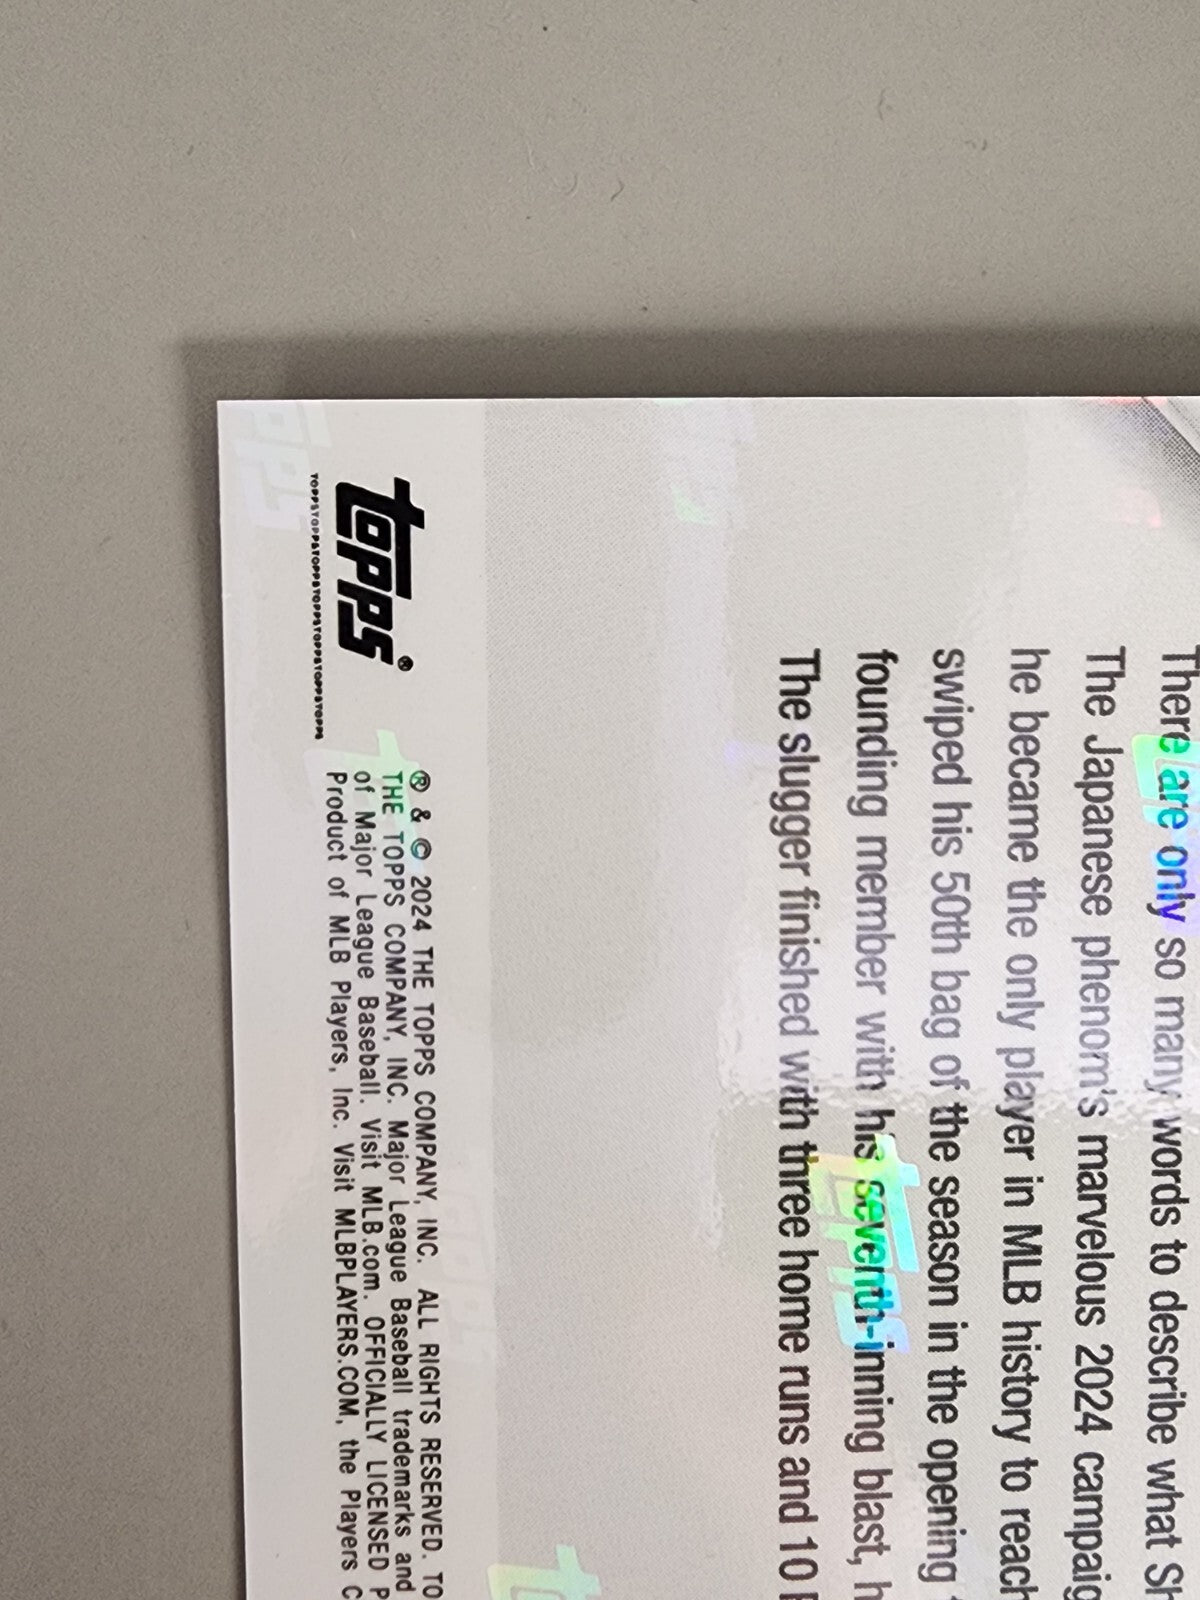 There are only so many words to describe what Sh
The Japanese phenom's marvelous 2024 campaig
he became the only player in MLB history to reach
swiped his 50th bag of the season in the opening
founding member with his seventh-inning blast, h
The slugger finished with three home runs and 10
topps®
TOPPSTOPPSTOPPSTOPPSTOPPSTOPPSTOPPS
® & © 2024 THE TOPPS COMPANY, INC. ALL RIGHTS RESERVED. TO
THE TOPPS COMPANY, INC. Major League Baseball trademarks and
of Major League Baseball. Visit MLB.com. OFFICIALLY LICENSED P
Product of MLB Players, Inc. Visit MLBPLAYERS.COM, the Players C